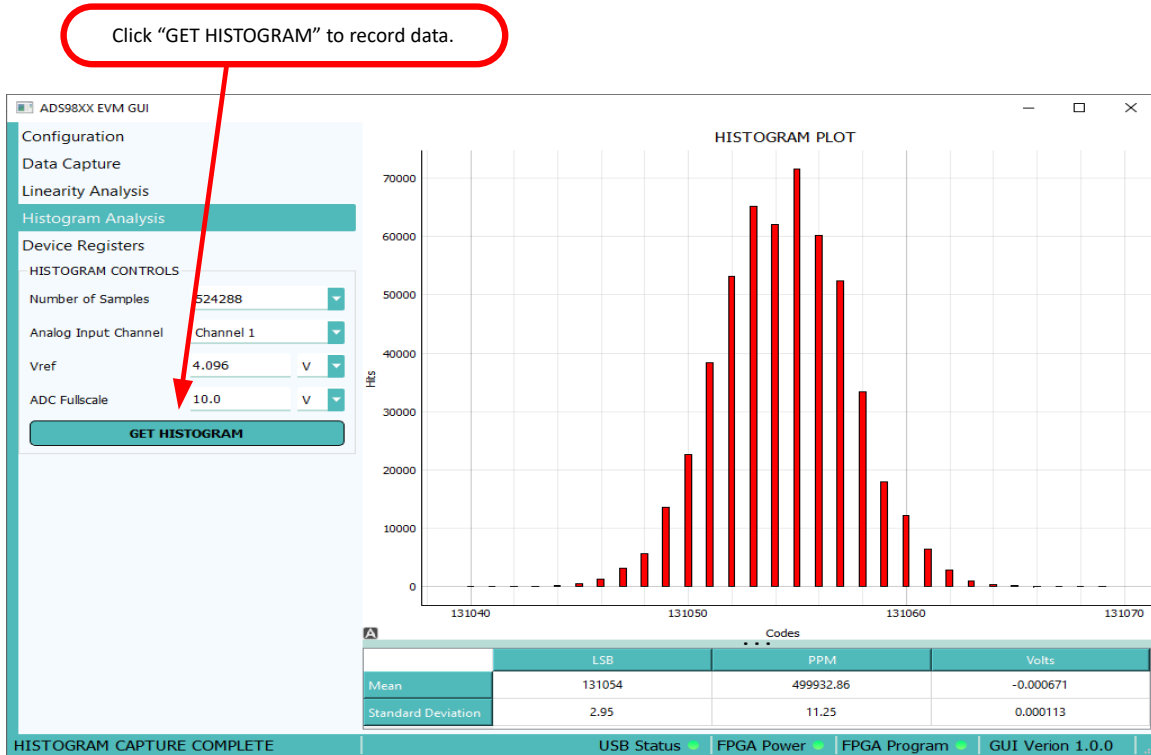 Click “GET HISTOGRAM” to record data.
ADS98XX EVM GUI
Configuration
Data Capture
Linearity Analysis
Histogram Analysis
Device Registers
HISTOGRAM CONTROLS
Number of Samples 524288
Analog Input Channel Channel 1
Vref 4.096 V
ADC Fullscale 10.0 V
GET HISTOGRAM
HISTOGRAM PLOT
70000
60000
50000
40000
30000
20000
10000
0
Hits
131040 131050 131060 131070
Codes
A
LSB PPM Volts
Mean 131054 499932.86 -0.000671
Standard Deviation 2.95 11.25 0.000113
HISTOGRAM CAPTURE COMPLETE USB Status FPGA Power FPGA Program GUI Verion 1.0.0